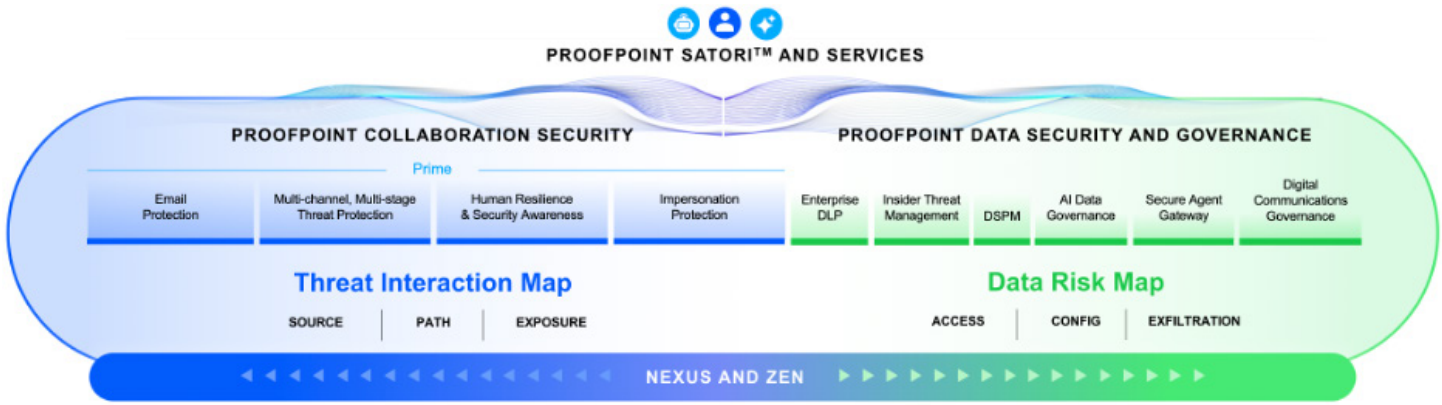 PROOFPOINT SATORI™ AND SERVICES
PROOFPOINT COLLABORATION SECURITY
Prime
Email
Protection
Multi-channel, Multi-stage
Threat Protection
Human Resilience
& Security Awareness
Impersonation
Protection
Threat Interaction Map
SOURCE
PATH
EXPOSURE
PROOFPOINT DATA SECURITY AND GOVERNANCE
Enterprise
DLP
Insider Threat
Management
DSPM
AI Data
Governance
Secure Agent
Gateway
Digital
Communications
Governance
Data Risk Map
ACCESS
CONFIG
EXFILTRATION
NEXUS AND ZEN